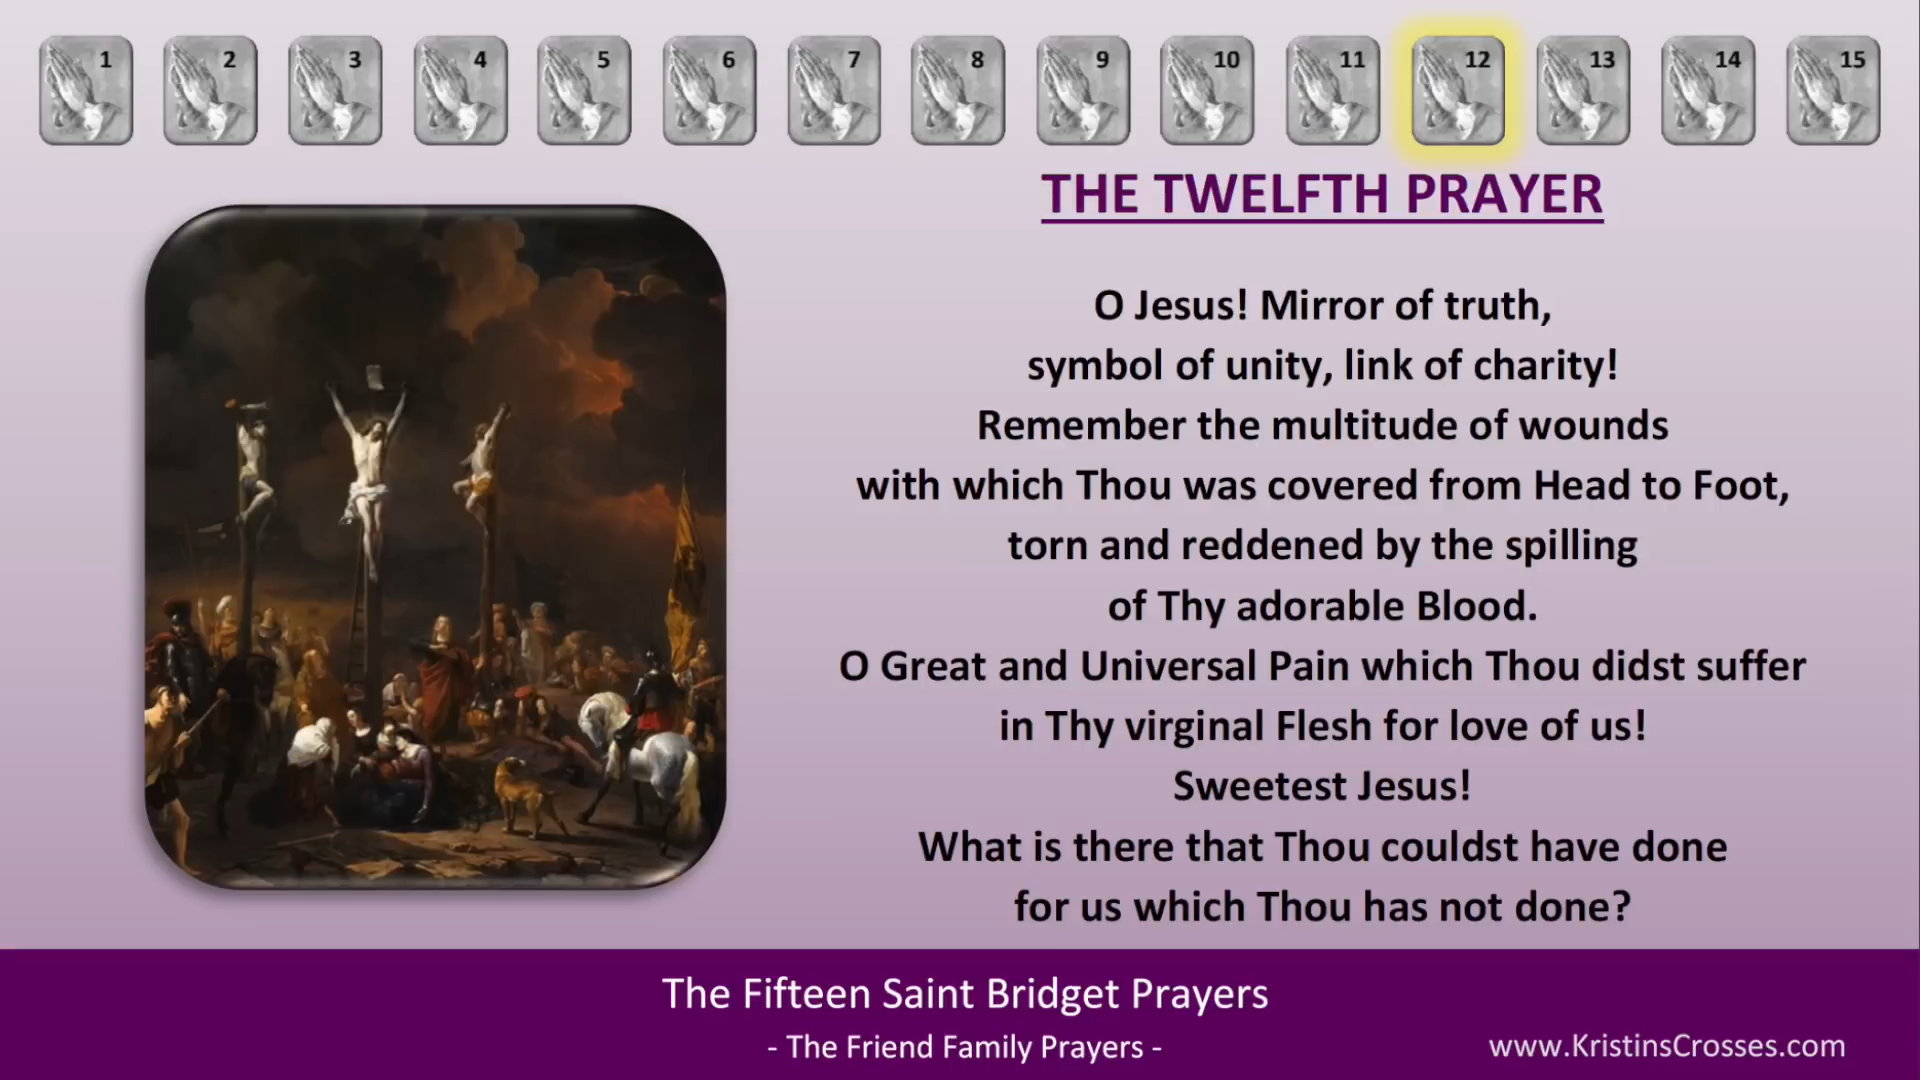 1 2 3 4 5 6 7 8 9 10 11 12 13 14 15
THE TWELFTH PRAYER
O Jesus! Mirror of truth,
symbol of unity, link of charity!
Remember the multitude of wounds
with which Thou was covered from Head to Foot,
torn and reddened by the spilling
of Thy adorable Blood.
O Great and Universal Pain which Thou didst suffer
in Thy virginal Flesh for love of us!
Sweetest Jesus!
What is there that Thou couldst have done
for us which Thou has not done?
The Fifteen Saint Bridget Prayers
- The Friend Family Prayers -
www.KristinsCrosses.com